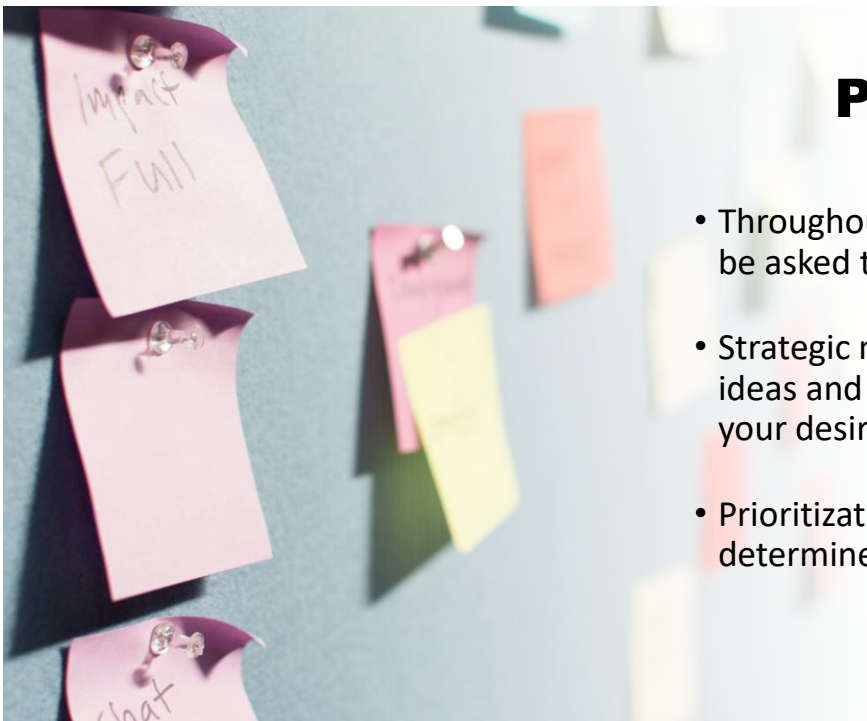 Impact
Full
P
• Throughou
be asked t
• Strategic r
ideas and
your desir
• Prioritizat
determine